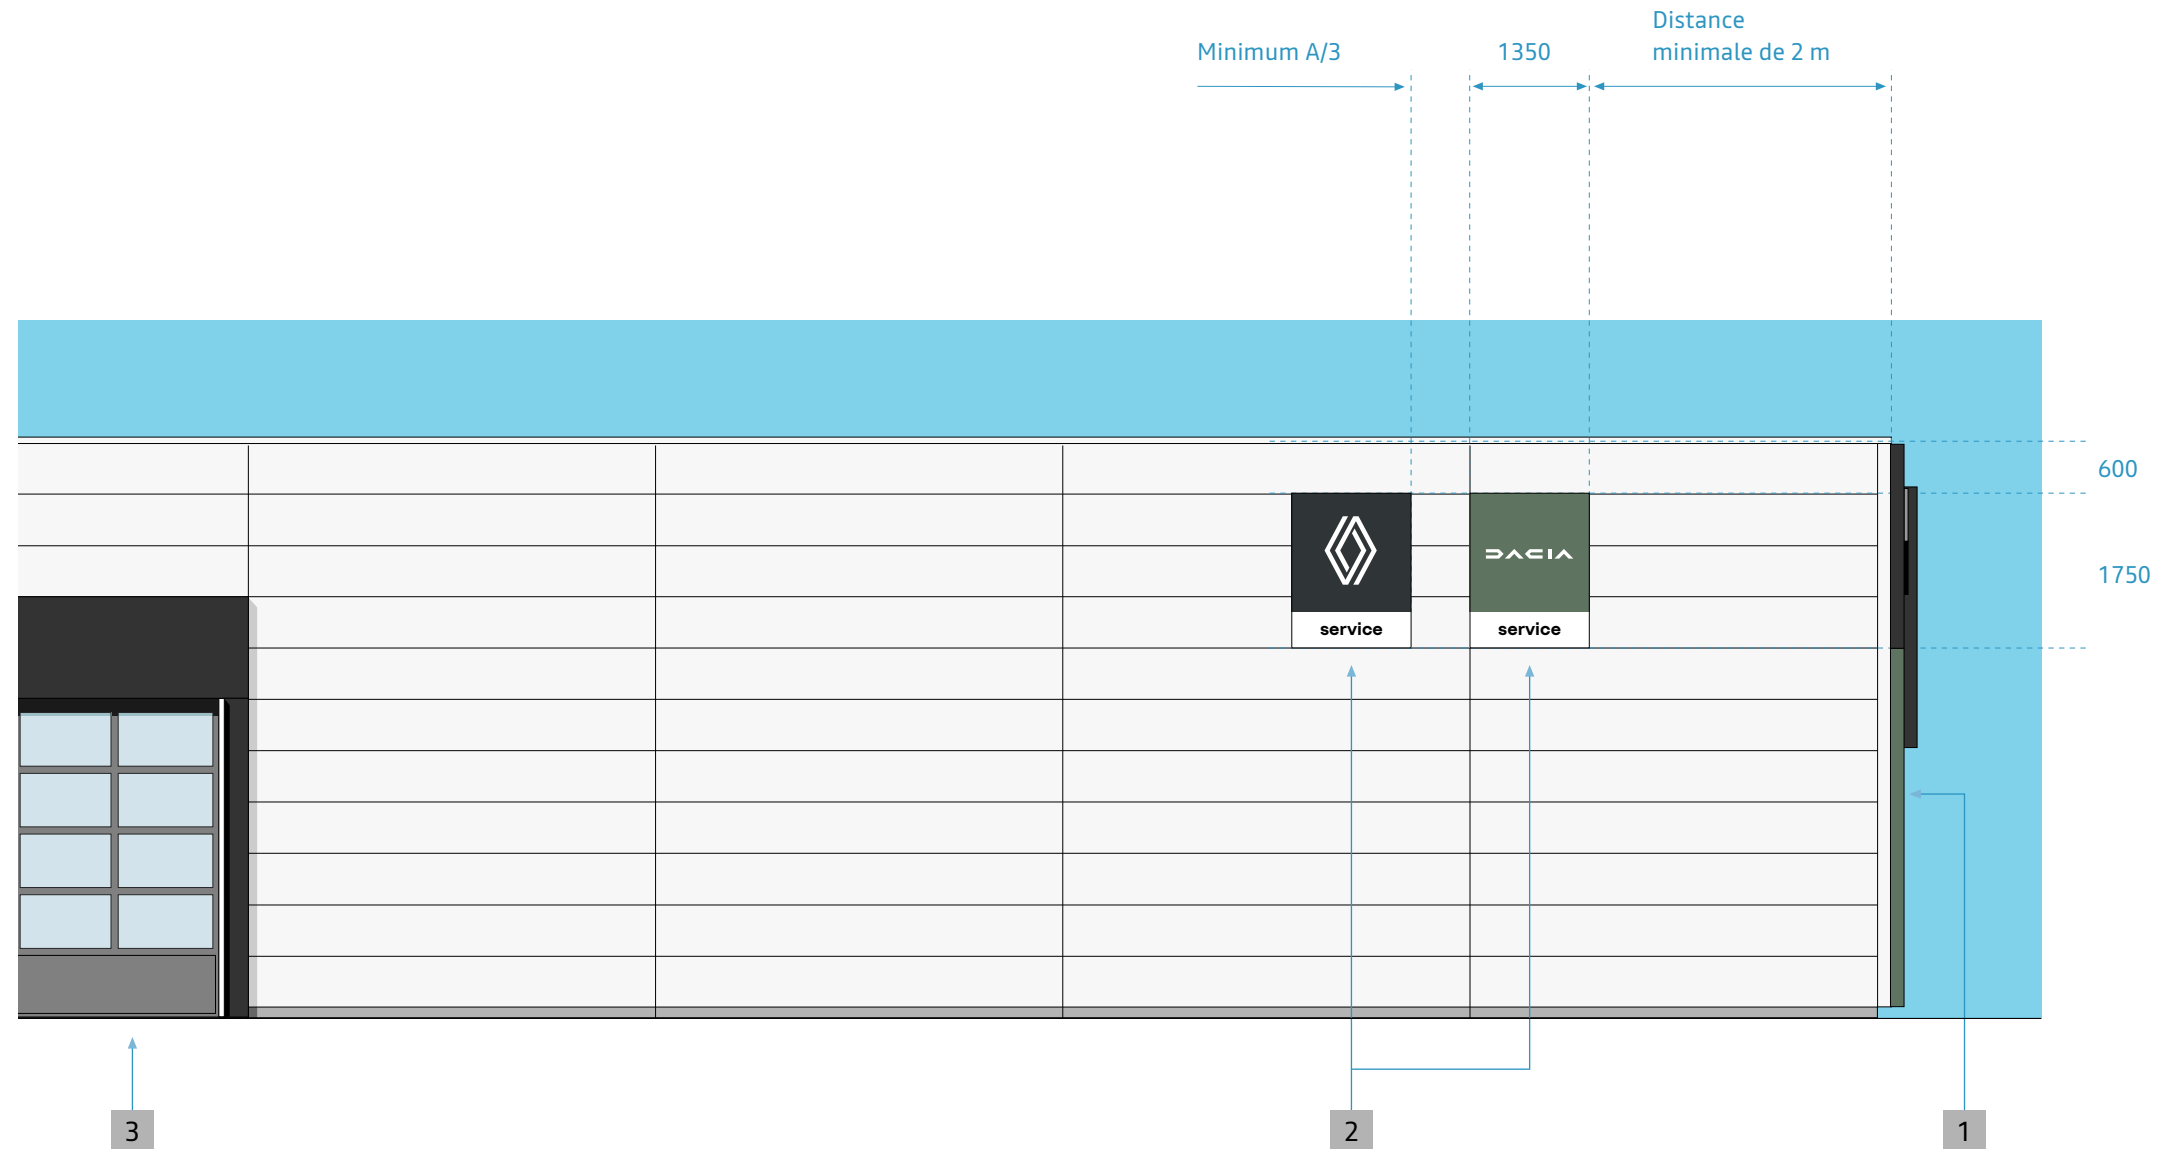 Distance
Minimum A/3
1350
minimale de 2 m
600
1750
DACIA
service
service
3
2
1